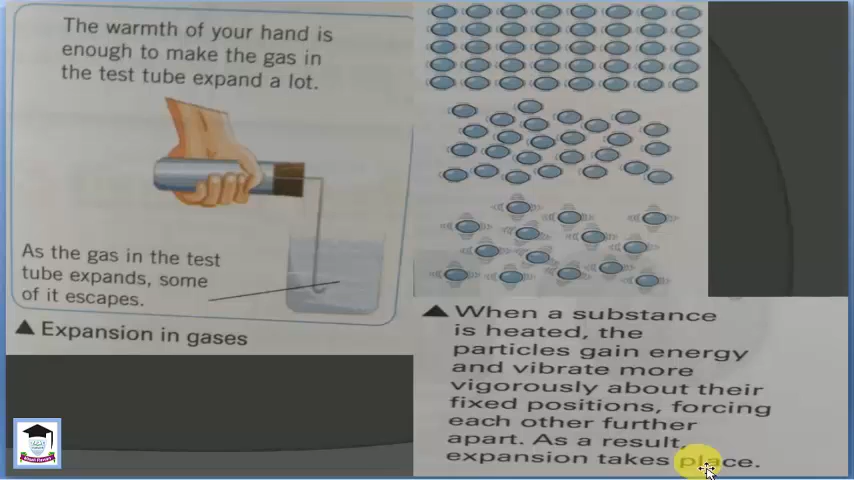 The warmth of your hand is
enough to make the gas in
the test tube expand a lot.
As the gas in the test
tube expands, some
of it escapes.
▲ Expansion in gases
▲ When a substance
is heated, the
particles gain energy
and vibrate more
vigorously about their
fixed positions, forcing
each other further
apart. As a result,
expansion takes place.